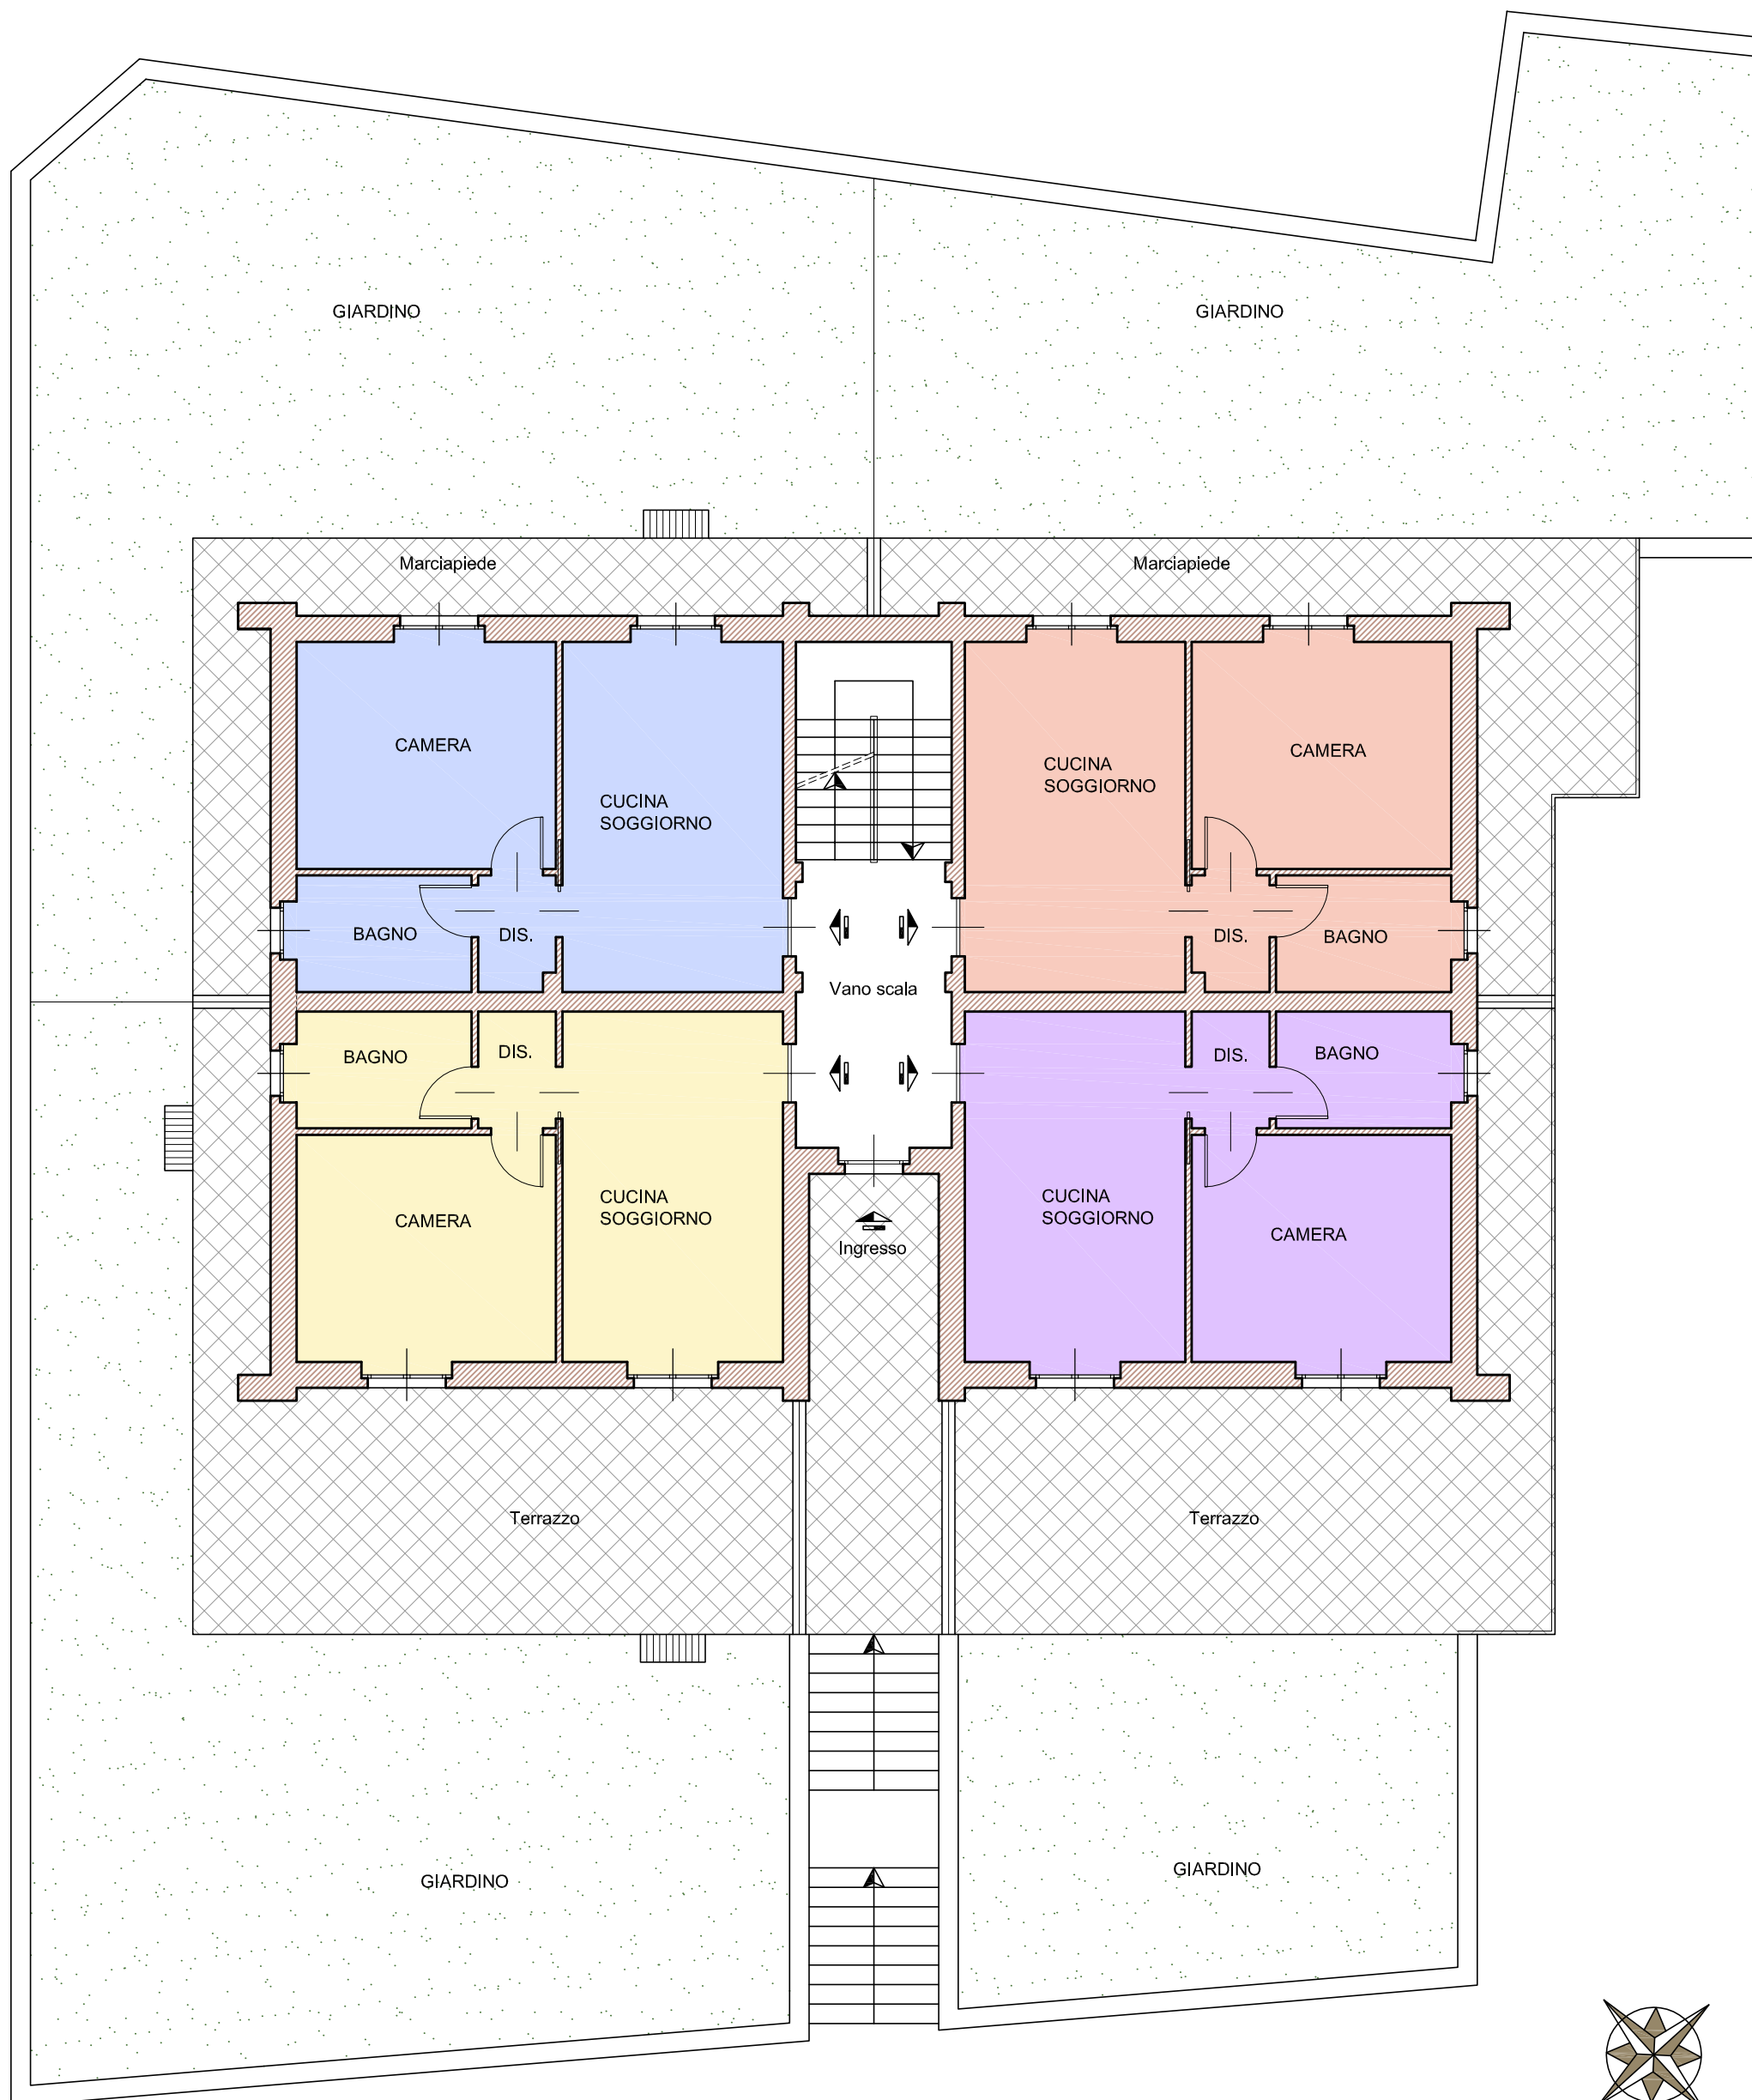 GIARDINO
GIARDINO
Marciapiede
Marciapiede
CAMERA
CUCINA
SOGGIORNO
CUCINA
SOGGIORNO
CAMERA
BAGNO
DIS.
DIS.
BAGNO
Vano scala
BAGNO
DIS.
DIS.
BAGNO
CAMERA
CUCINA
SOGGIORNO
Ingresso
CUCINA
SOGGIORNO
CAMERA
Terrazzo
Terrazzo
GIARDINO
GIARDINO